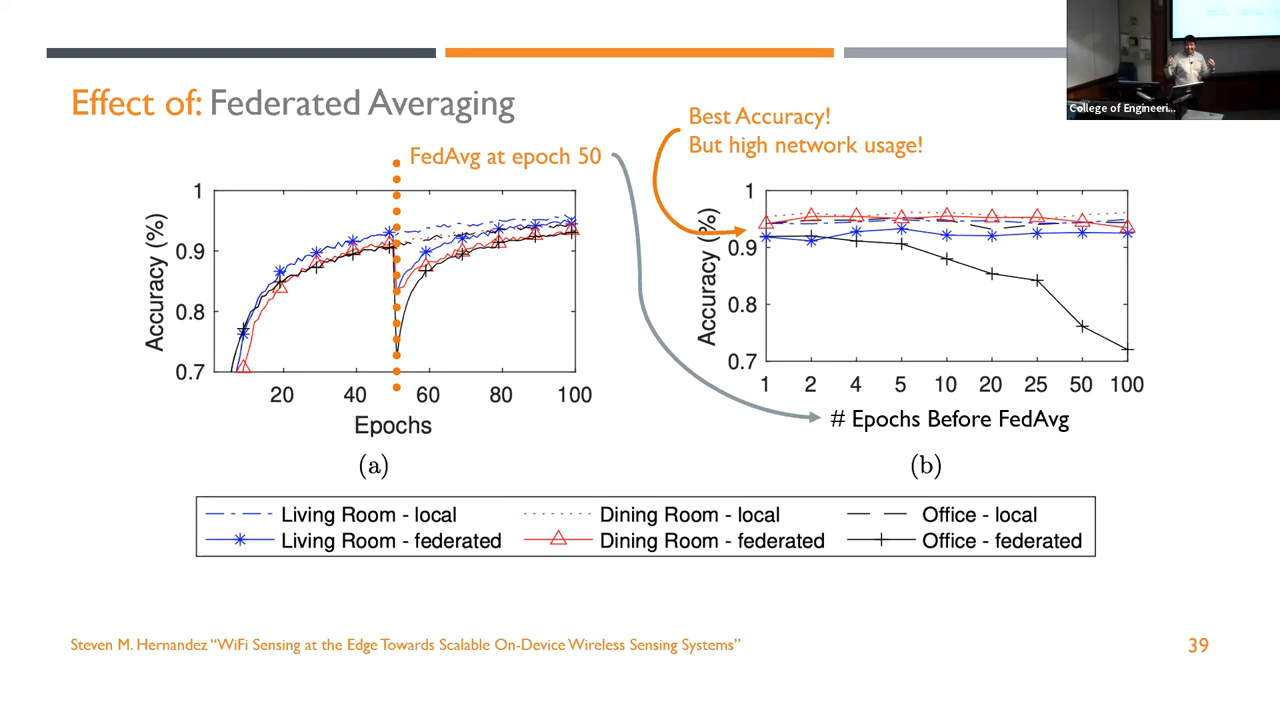 College of Engineeri...
Effect of: Federated Averaging
Best Accuracy!
But high network usage!
FedAvg at epoch 50
1
0.9
0.8
0.7
Accuracy (%)
20 40 60 80 100
Epochs
(a)
1
0.9
0.8
0.7
Accuracy (%)
1 2 4 5 10 20 25 50 100
# Epochs Before FedAvg
(b)
Living Room - local Dining Room - local Office - local
Living Room - federated Dining Room - federated Office - federated
Steven M. Hernandez “WiFi Sensing at the Edge Towards Scalable On-Device Wireless Sensing Systems”
39